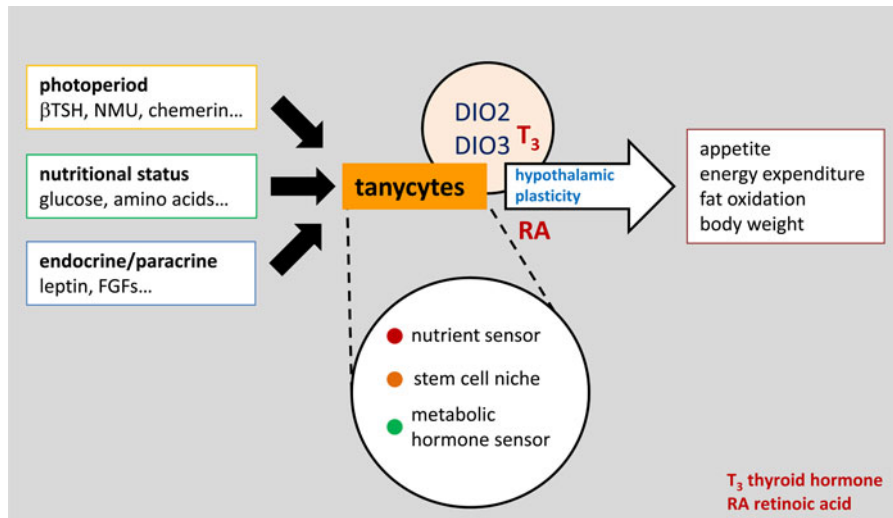 photoperiod
βTSH, NMU, chemerin...
nutritional status
glucose, amino acids...
endocrine/paracrine
leptin, FGFs...
DIO2
DIO3 T₃
tanycytes
hypothalamic
plasticity
RA
appetite
energy expenditure
fat oxidation
body weight
nutrient sensor
stem cell niche
metabolic
hormone sensor
T₃ thyroid hormone
RA retinoic acid